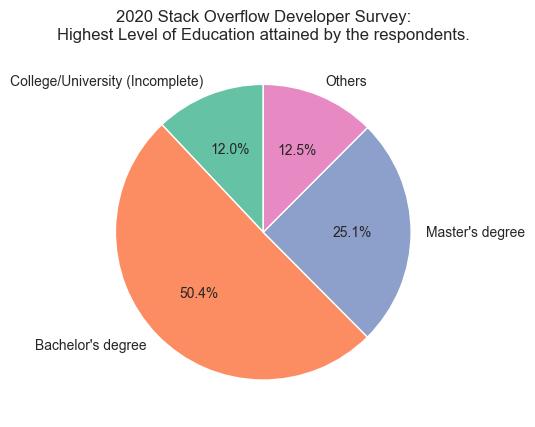 2020 Stack Overflow Developer Survey:
Highest Level of Education attained by the respondents.
College/University (Incomplete)
Others
12.0%
12.5%
25.1%
Master's degree
50.4%
Bachelor's degree